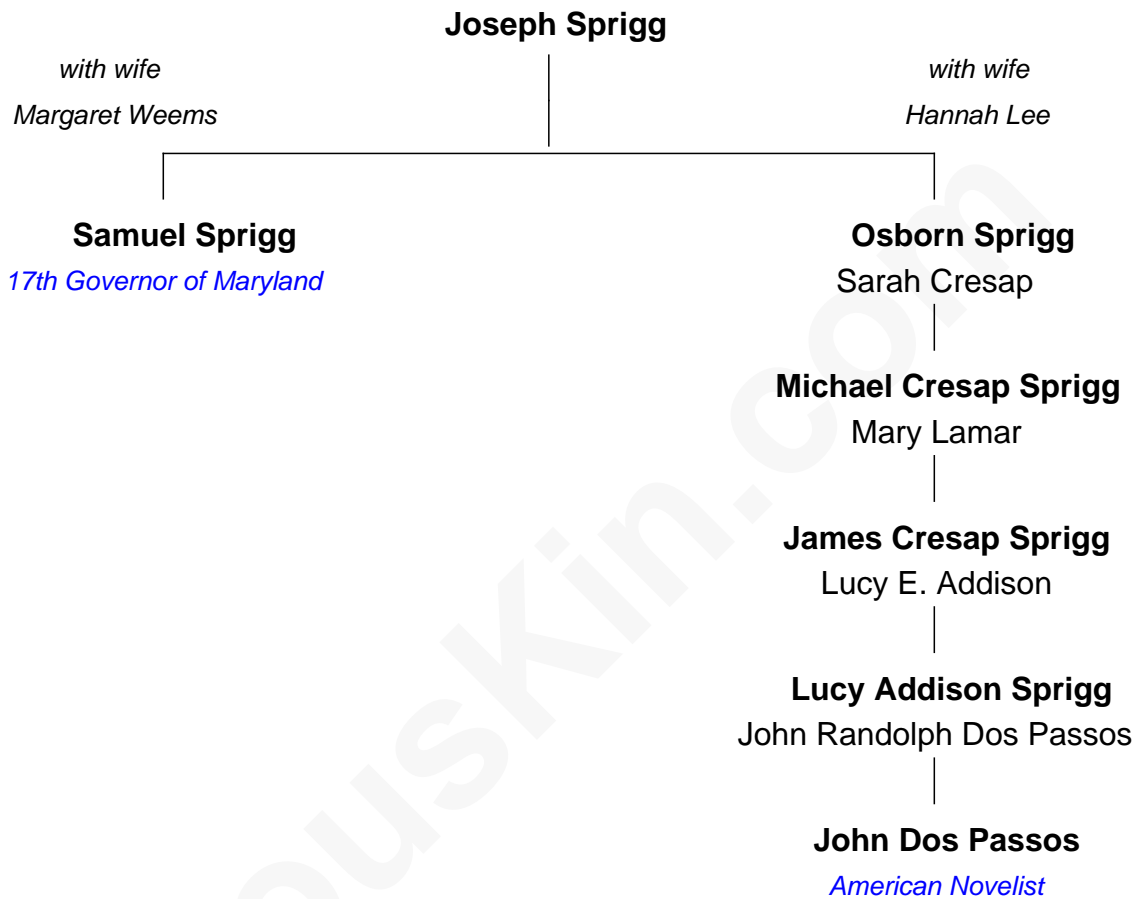 Joseph Sprigg
with wife
Margaret Weems
with wife
Hannah Lee
Samuel Sprigg
17th Governor of Maryland
Osborn Sprigg
Sarah Cresap
Michael Cresap Sprigg
Mary Lamar
James Cresap Sprigg
Lucy E. Addison
Lucy Addison Sprigg
John Randolph Dos Passos
John Dos Passos
American Novelist
ousKin.com